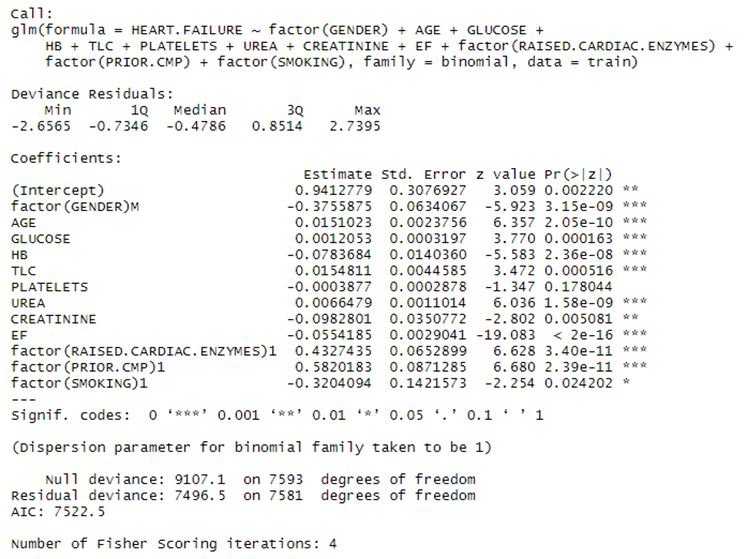 Call:
glm(formula = HEART.FAILURE ~ factor(GENDER) + AGE + GLUCOSE +
    HB + TLC + PLATELETS + UREA + CREATININE + EF + factor(RAISED.CARDIAC.ENZYMES) +
    factor(PRIOR.CMP) + factor(SMOKING), family = binomial, data = train)
Deviance Residuals:
    Min      1Q  Median      3Q     Max
-2.6565 -0.7346 -0.4786  0.8514  2.7395
Coefficients:
                                 Estimate Std. Error z value Pr(>|z|)
(Intercept)                     0.9412779  0.3076927   3.059 0.002220 **
factor(GENDER)M                -0.3755875  0.0634067  -5.923 3.15e-09 ***
AGE                             0.0151023  0.0023756   6.357 2.05e-10 ***
GLUCOSE                         0.0012053  0.0003197   3.770 0.000163 ***
HB                             -0.0783684  0.0140360  -5.583 2.36e-08 ***
TLC                             0.0154811  0.0044585   3.472 0.000516 ***
PLATELETS                      -0.0003877  0.0002878  -1.347 0.178044
UREA                            0.0066479  0.0011014   6.036 1.58e-09 ***
CREATININE                     -0.0982801  0.0350772  -2.802 0.005081 **
EF                             -0.0554185  0.0029041 -19.083  < 2e-16 ***
factor(RAISED.CARDIAC.ENZYMES)1 0.4327435  0.0652899   6.628 3.40e-11 ***
factor(PRIOR.CMP)1              0.5820183  0.0871285   6.680 2.39e-11 ***
factor(SMOKING)1               -0.3204094  0.1421573  -2.254 0.024202 *
---
Signif. codes:  0 ‘***’ 0.001 ‘**’ 0.01 ‘*’ 0.05 ‘.’ 0.1 ‘ ’ 1
(Dispersion parameter for binomial family taken to be 1)
    Null deviance: 9107.1  on 7593  degrees of freedom
Residual deviance: 7496.5  on 7581  degrees of freedom
AIC: 7522.5
Number of Fisher Scoring iterations: 4